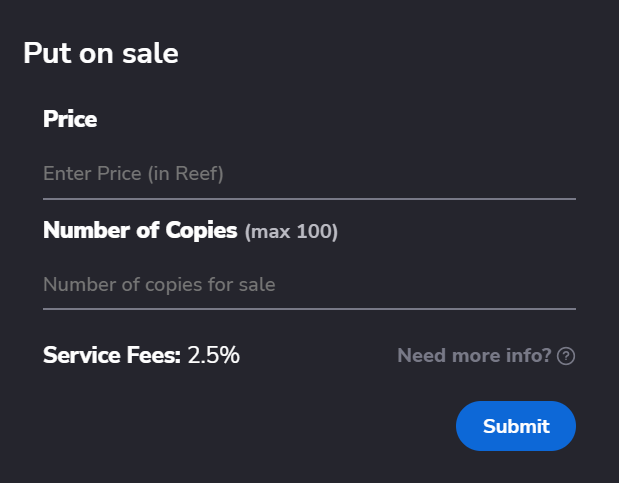 Put on sale
Price
Enter Price (in Reef)
Number of Copies (max 100)
Number of copies for sale
Service Fees: 2.5% Need more info? ?
Submit